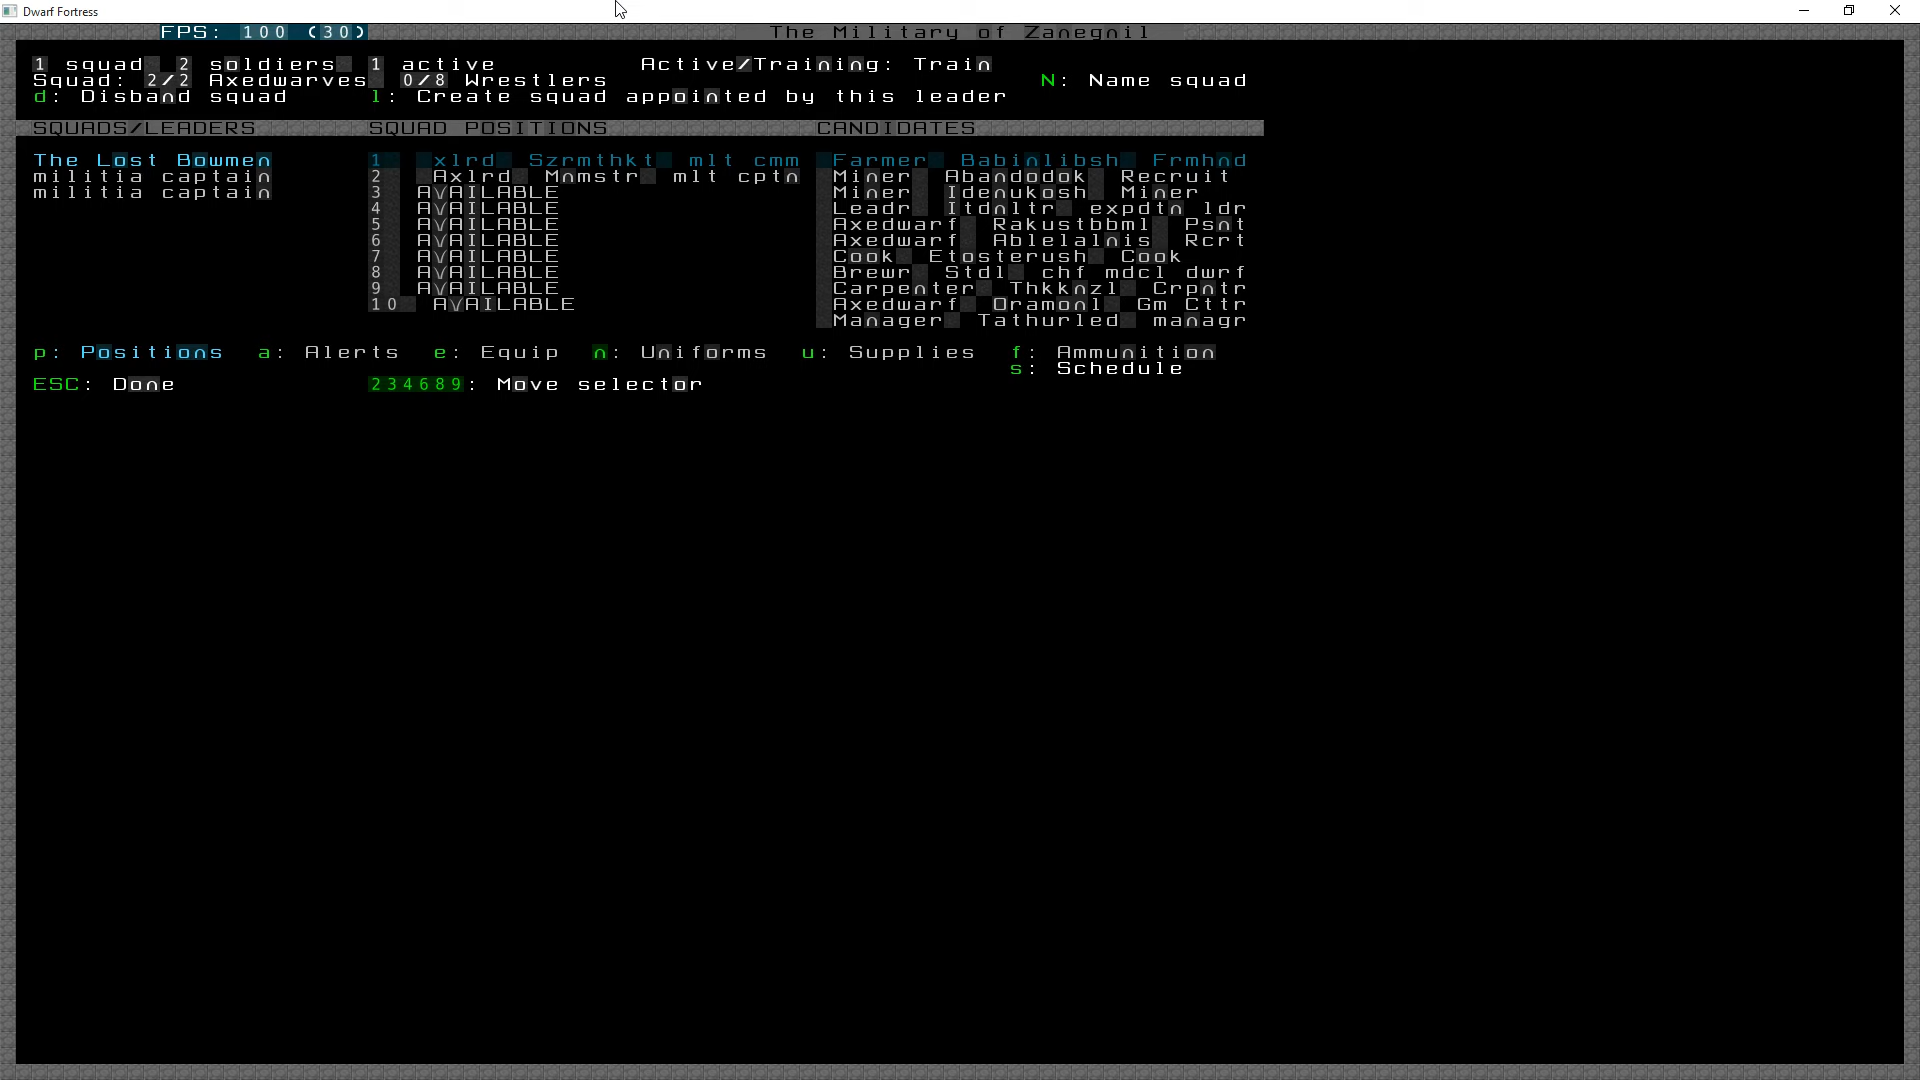 Dwarf Fortress
FPS: 100 (30) The Military of Zanegnil
1 squad 2 soldiers 1 active Active/Training: Train
Squad: 2/2 Axedwarves 0/8 Wrestlers N: Name squad
d: Disband squad l: Create squad appointed by this leader
SQUADS/LEADERS SQUAD POSITIONS CANDIDATES
The Lost Bowmen 1 xlrd Szrmthkt mlt cmm Farmer Babinlibsh Frmhnd
militia captain 2 Axlrd Mnmstr mlt cptn Miner Abandodok Recruit
militia captain 3 AVAILABLE Miner Idenukosh Miner
4 AVAILABLE Leadr Itdnltr expdtn ldr
5 AVAILABLE Axedwarf Rakustbbml Psnt
6 AVAILABLE Axedwarf Ablelalnis Rcrt
7 AVAILABLE Cook Etosterush Cook
8 AVAILABLE Brewr Stdl chf mdcl dwrf
9 AVAILABLE Carpenter Thkknzl Crpntr
10 AVAILABLE Axedwarf Oramonl Gm Cttr
Manager Tathurled managr
p: Positions a: Alerts e: Equip n: Uniforms u: Supplies f: Ammunition
s: Schedule
ESC: Done 234689: Move selector